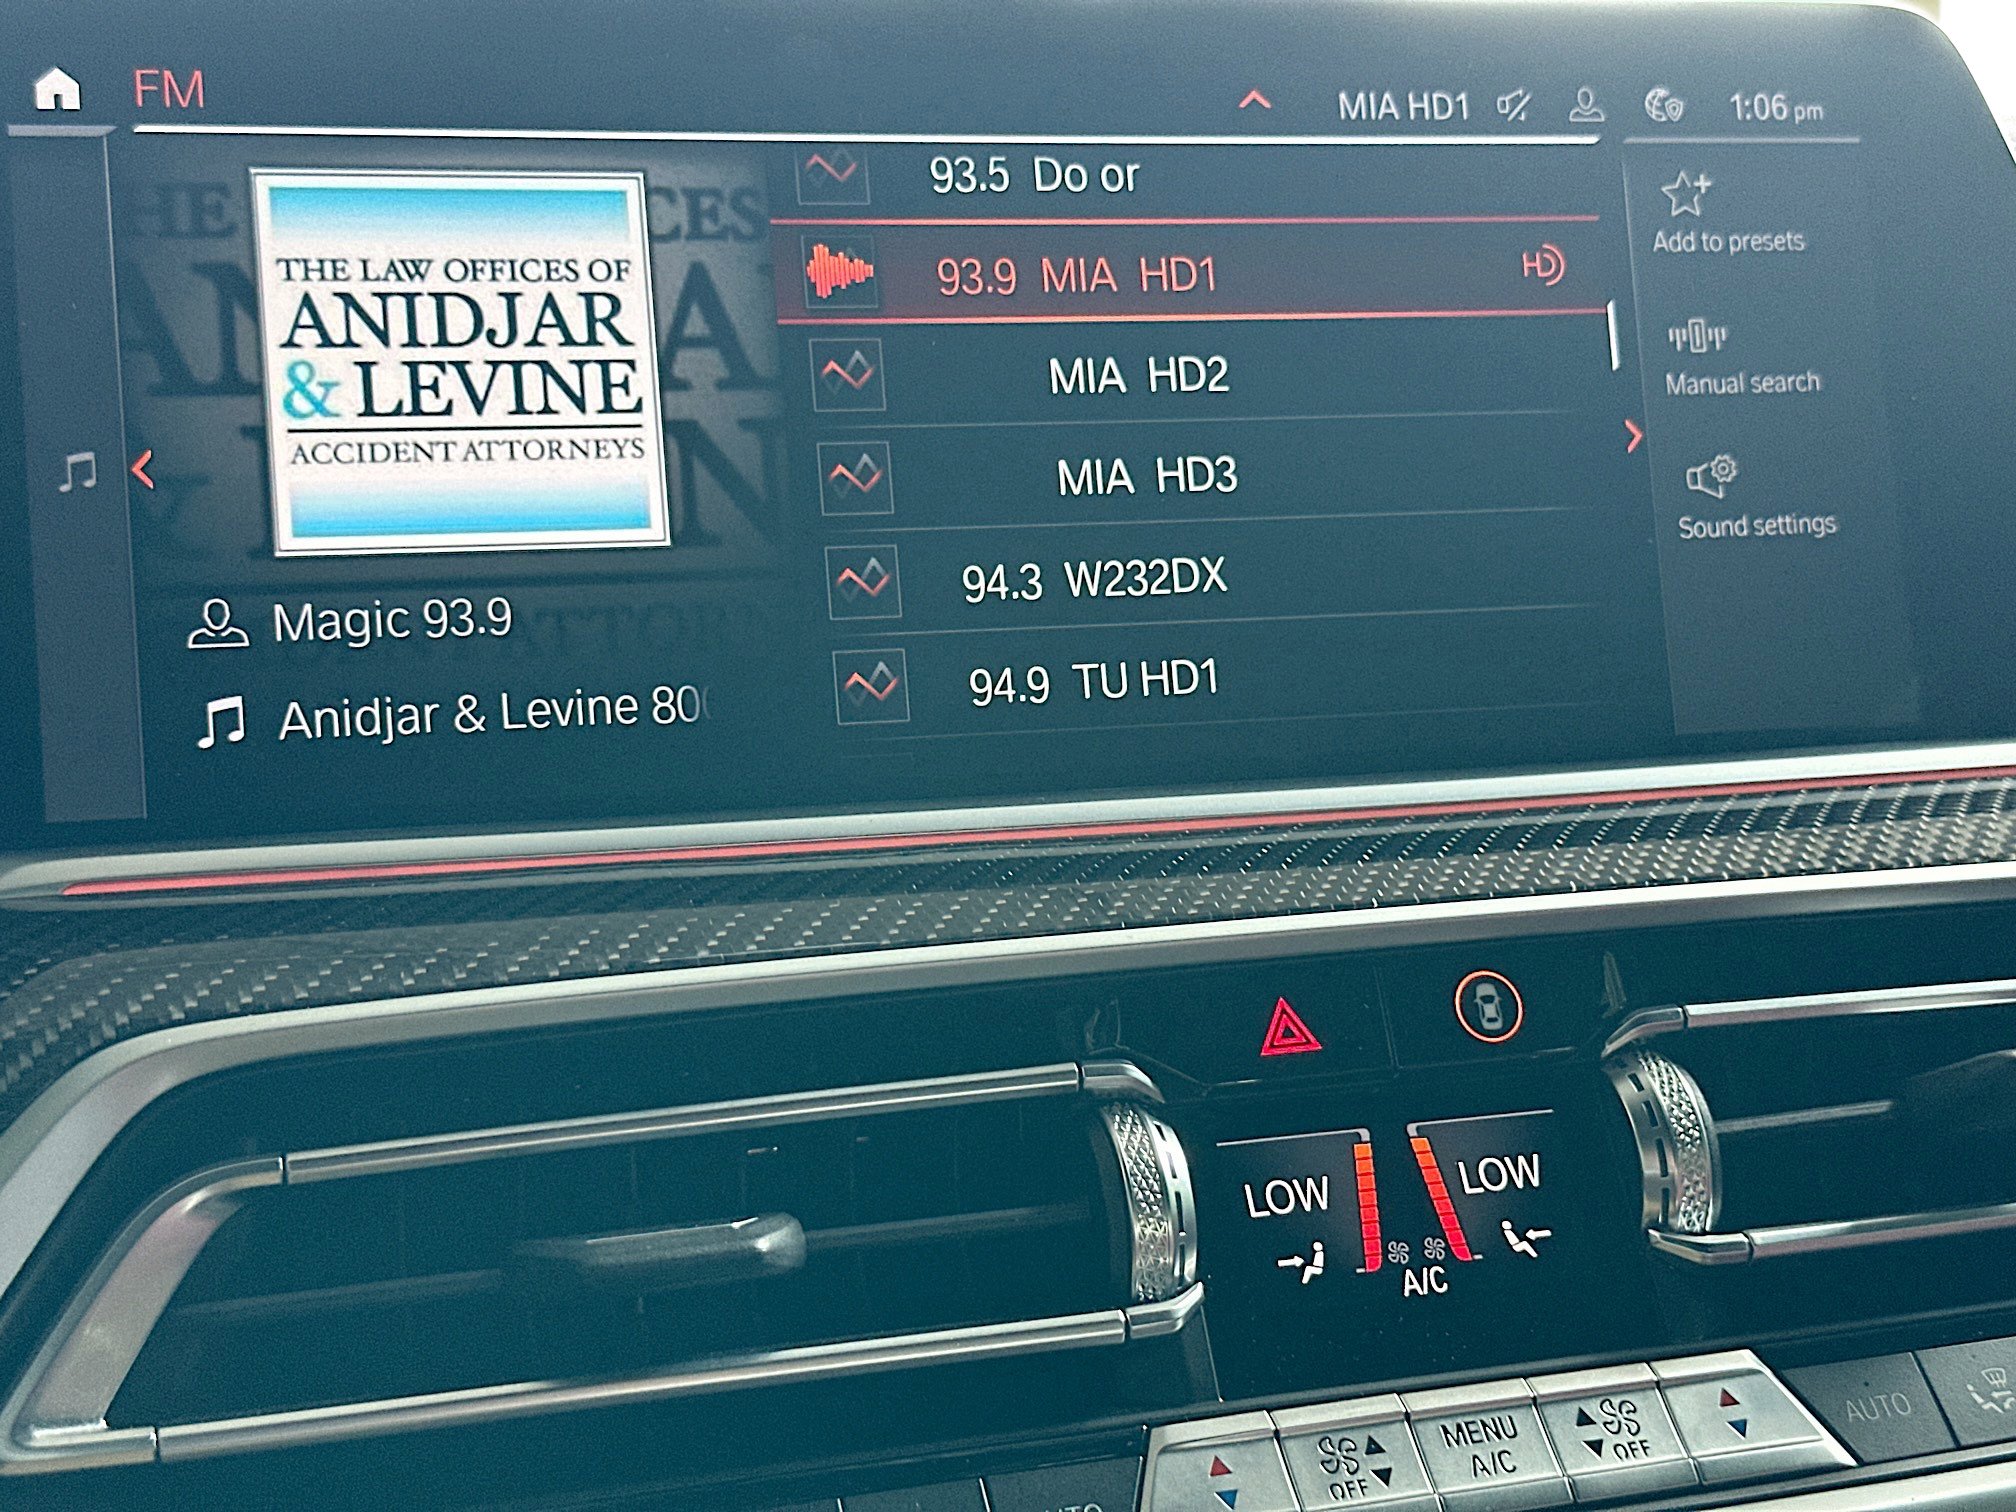 FM
MIA HD1
1:06 pm
THE LAW OFFICES OF
ANIDJAR
& LEVINE
ACCIDENT ATTORNEYS
Magic 93.9
Anidjar & Levine 80
93.5 Do or
93.9 MIA HD1
HD
MIA HD2
MIA HD3
94.3 W232DX
94.9 TU HD1
Add to presets
Manual search
Sound settings
LOW
LOW
A/C
OFF
MENU
A/C
OFF
AUTO